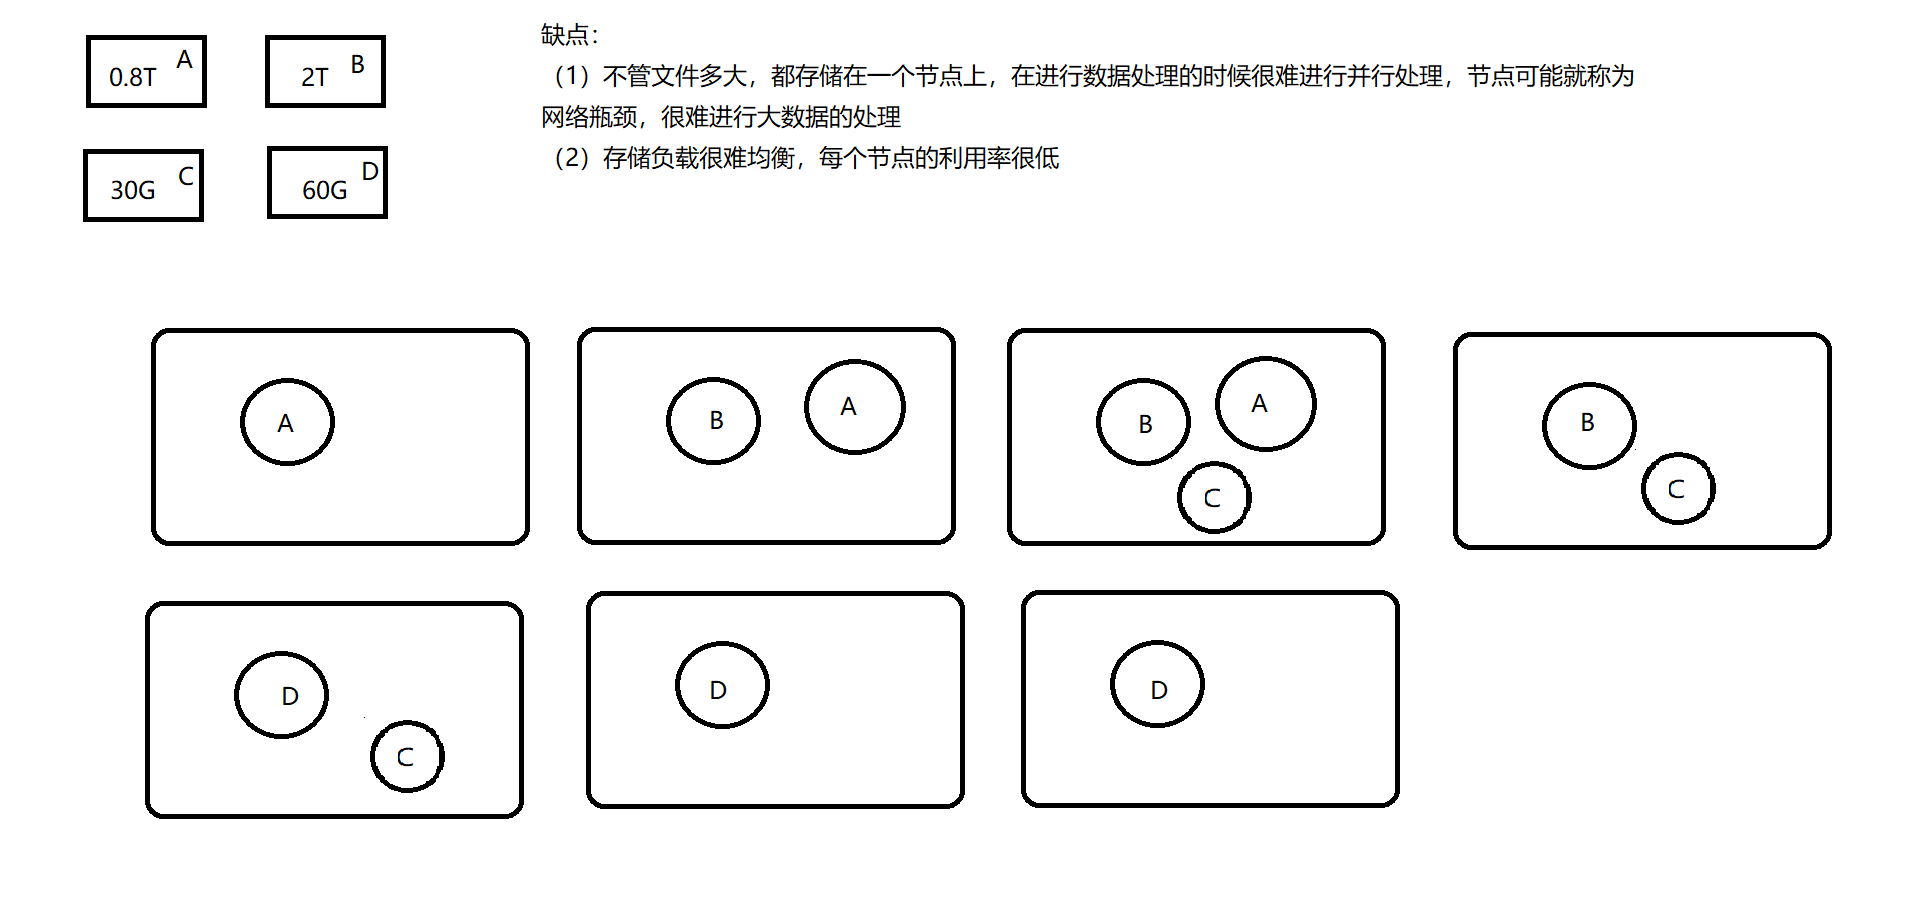 0.8T A
2T B
30G C
60G D
缺点：
（1）不管文件多大，都存储在一个节点上，在进行数据处理的时候很难进行并行处理，节点可能就称为
网络瓶颈，很难进行大数据的处理
（2）存储负载很难均衡，每个节点的利用率很低
A
B A
B A
C
B
C
D
C
D
D